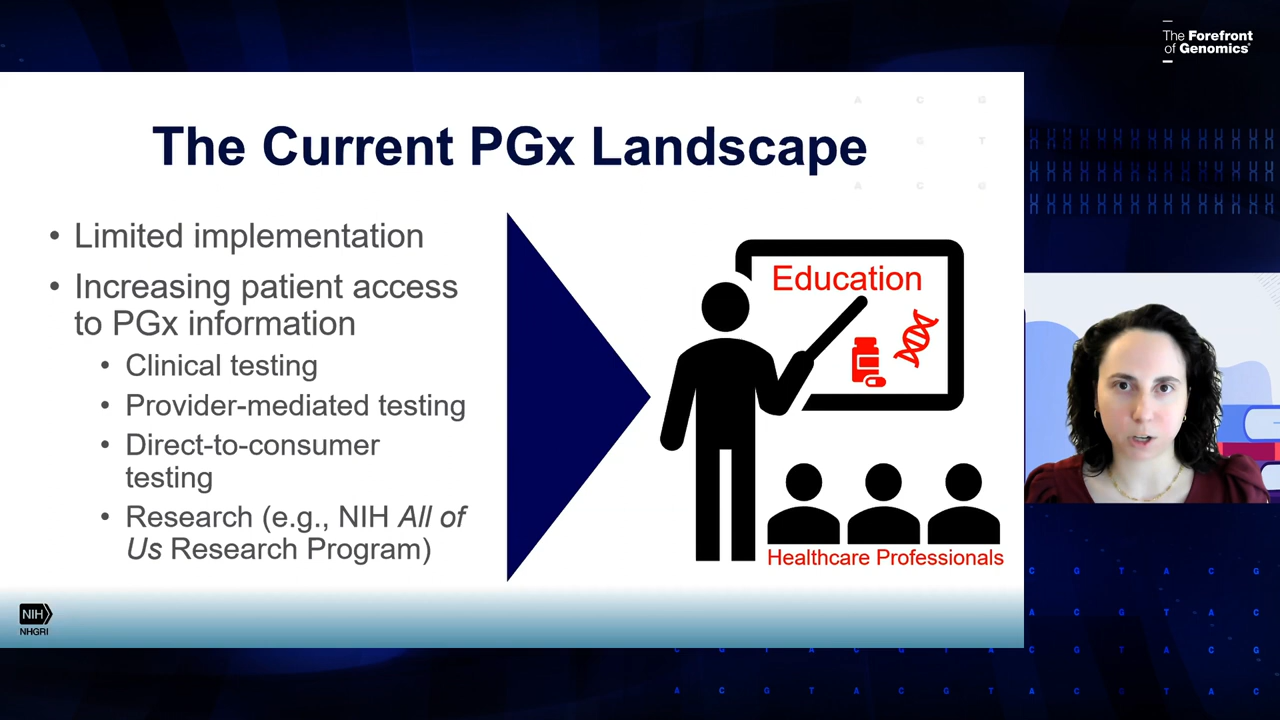 The Forefront
of Genomics®
A C G
G T
A C G
The Current PGx Landscape
• Limited implementation
• Increasing patient access
to PGx information
• Clinical testing
• Provider-mediated testing
• Direct-to-consumer
testing
• Research (e.g., NIH All of
Us Research Program)
Education
Healthcare Professionals
NIH
NHGRI
C G T A C G
A C G T A C
C G T A C G T A C G T A C G
A C G T A C G T A C G T A C